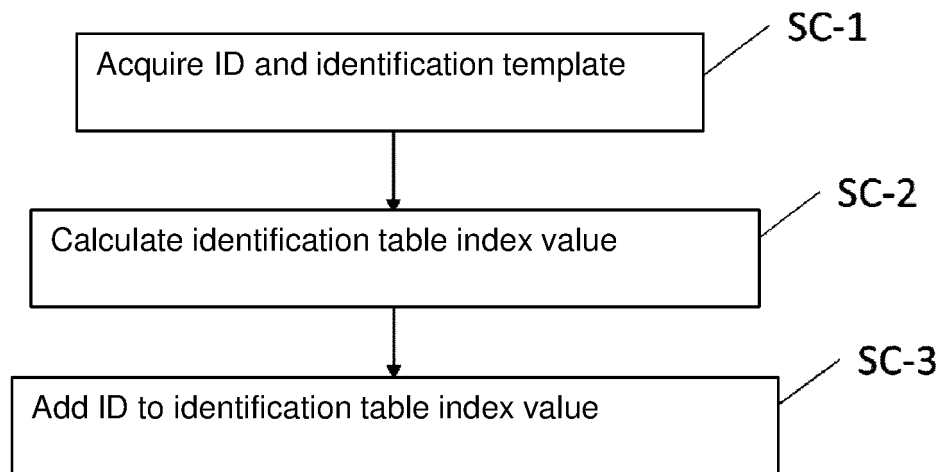 SC-1
Acquire ID and identification template
SC-2
Calculate identification table index value
SC-3
Add ID to identification table index value